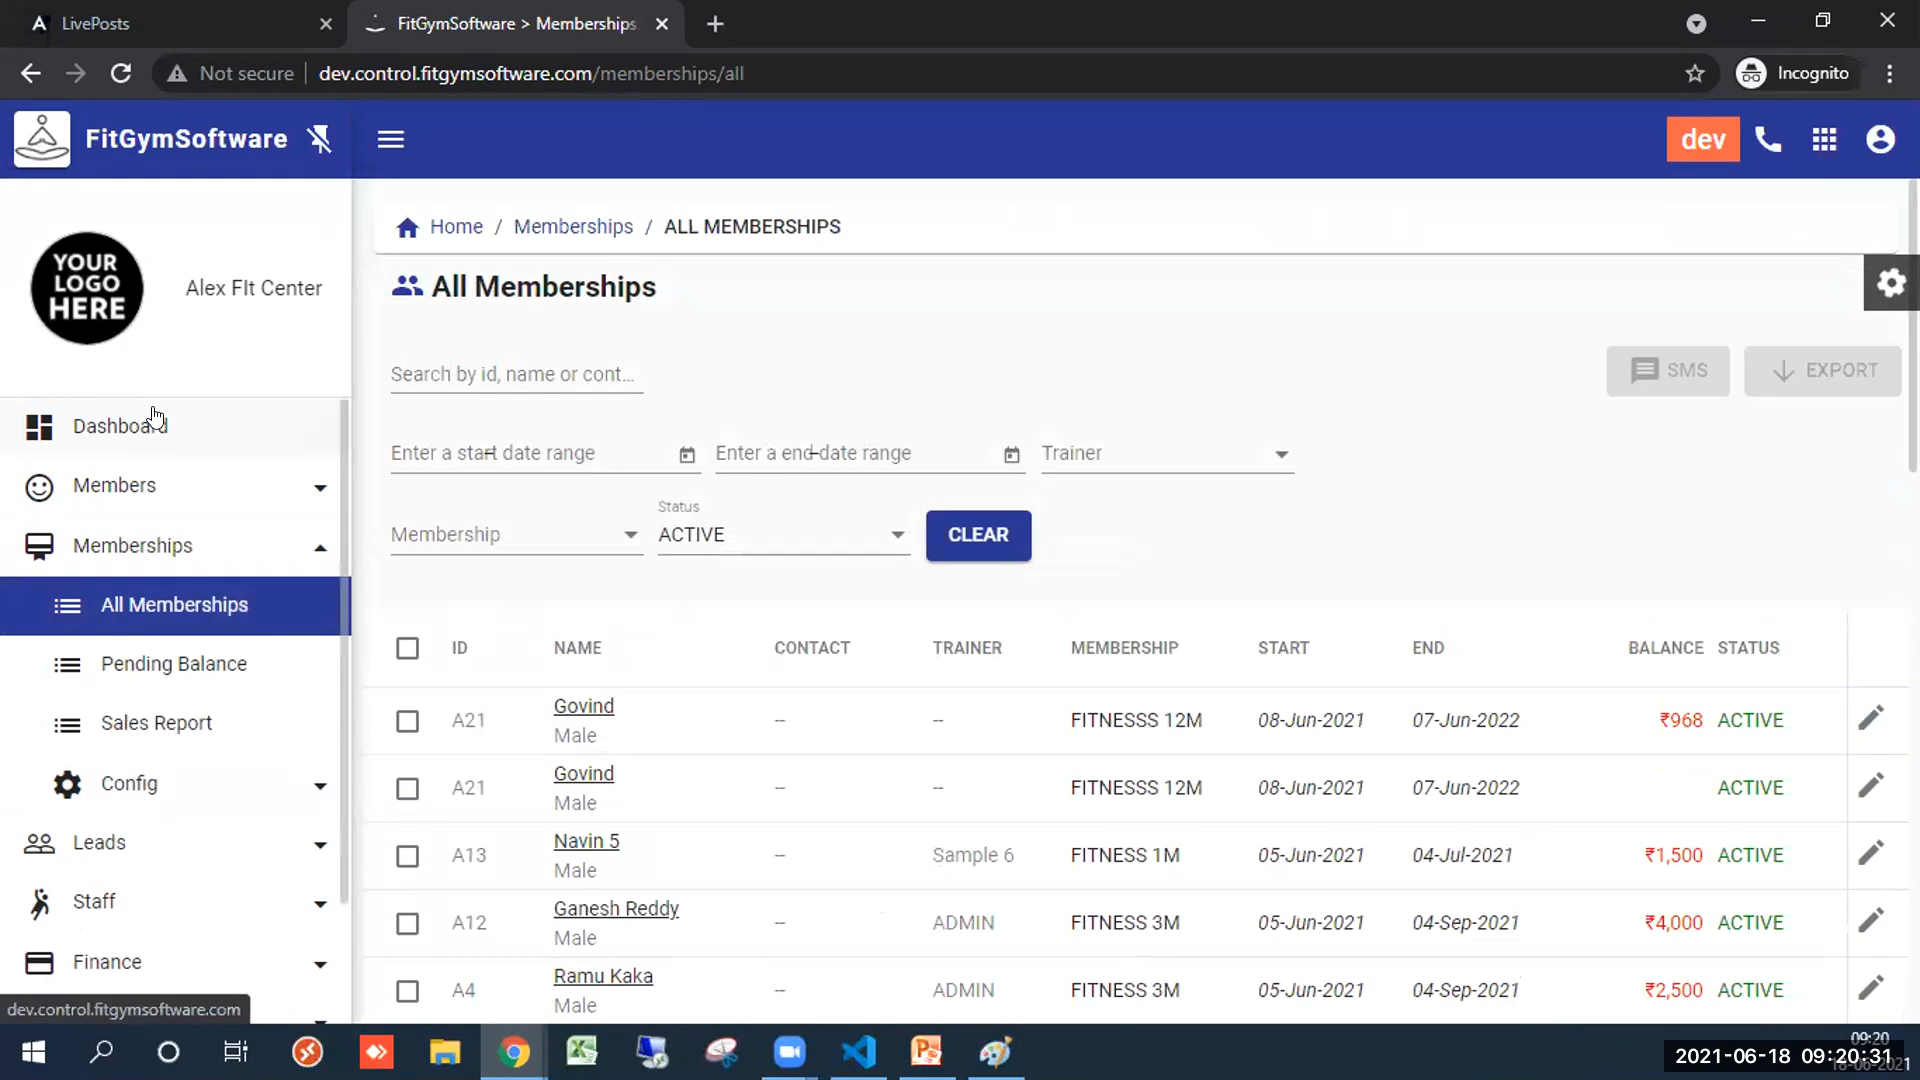 LivePosts
FitGymSoftware > Memberships
Not secure
dev.control.fitgymsoftware.com/memberships/all
Incognito
FitGymSoftware
dev
YOUR
LOGO
HERE
Alex FIt Center
Dashboard
Members
Memberships
All Memberships
Pending Balance
Sales Report
Config
Leads
Staff
Finance
dev.control.fitgymsoftware.com
Home / Memberships / ALL MEMBERSHIPS
All Memberships
Search by id, name or cont...
SMS
EXPORT
Enter a start date range
Enter a end date range
Trainer
Membership
Status
ACTIVE
CLEAR
ID NAME CONTACT TRAINER MEMBERSHIP START END BALANCE STATUS
A21 Govind -- -- FITNESSS 12M 08-Jun-2021 07-Jun-2022 ₹968 ACTIVE
Male
A21 Govind -- -- FITNESSS 12M 08-Jun-2021 07-Jun-2022 ACTIVE
Male
A13 Navin 5 -- Sample 6 FITNESS 1M 05-Jun-2021 04-Jul-2021 ₹1,500 ACTIVE
Male
A12 Ganesh Reddy -- ADMIN FITNESS 3M 05-Jun-2021 04-Sep-2021 ₹4,000 ACTIVE
Male
A4 Ramu Kaka -- ADMIN FITNESS 3M 05-Jun-2021 04-Sep-2021 ₹2,500 ACTIVE
Male
09:20
2021-06-18 09:20:31
18-06-2021